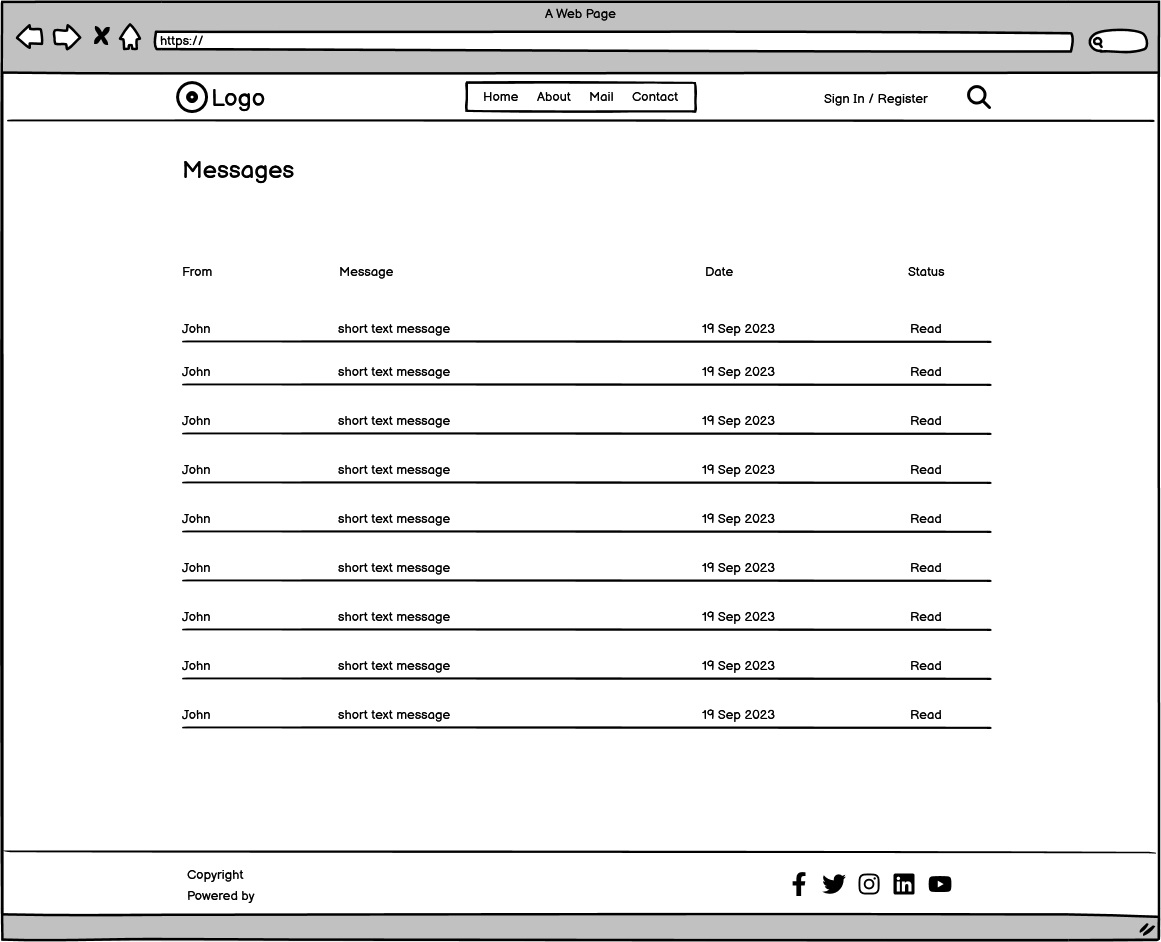 A Web Page
https://
Logo Home About Mail Contact Sign In / Register
Messages
From Message Date Status
John short text message 19 Sep 2023 Read
John short text message 19 Sep 2023 Read
John short text message 19 Sep 2023 Read
John short text message 19 Sep 2023 Read
John short text message 19 Sep 2023 Read
John short text message 19 Sep 2023 Read
John short text message 19 Sep 2023 Read
John short text message 19 Sep 2023 Read
John short text message 19 Sep 2023 Read
Copyright
Powered by